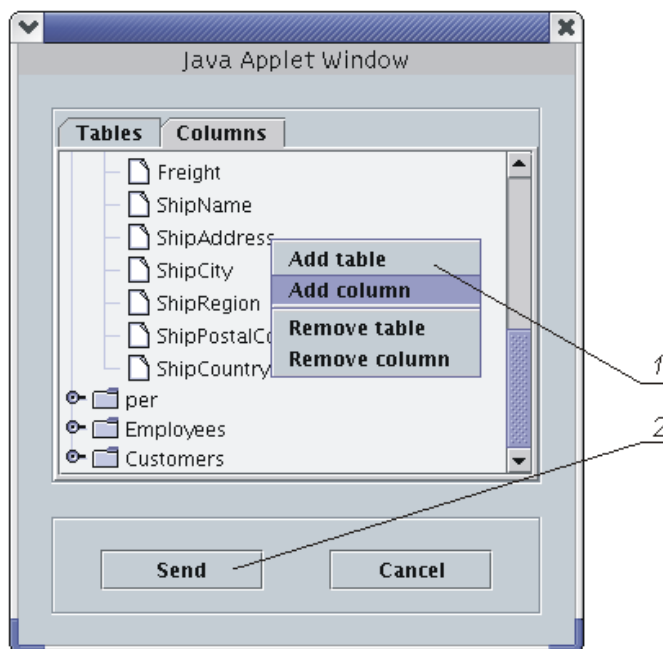 Java Applet Window
Tables Columns
Freight
ShipName
ShipAddress
ShipCity
ShipRegion
ShipPostalCo
ShipCountry
Add table
Add column
Remove table
Remove column
1
per
Employees
2
Customers
Send Cancel